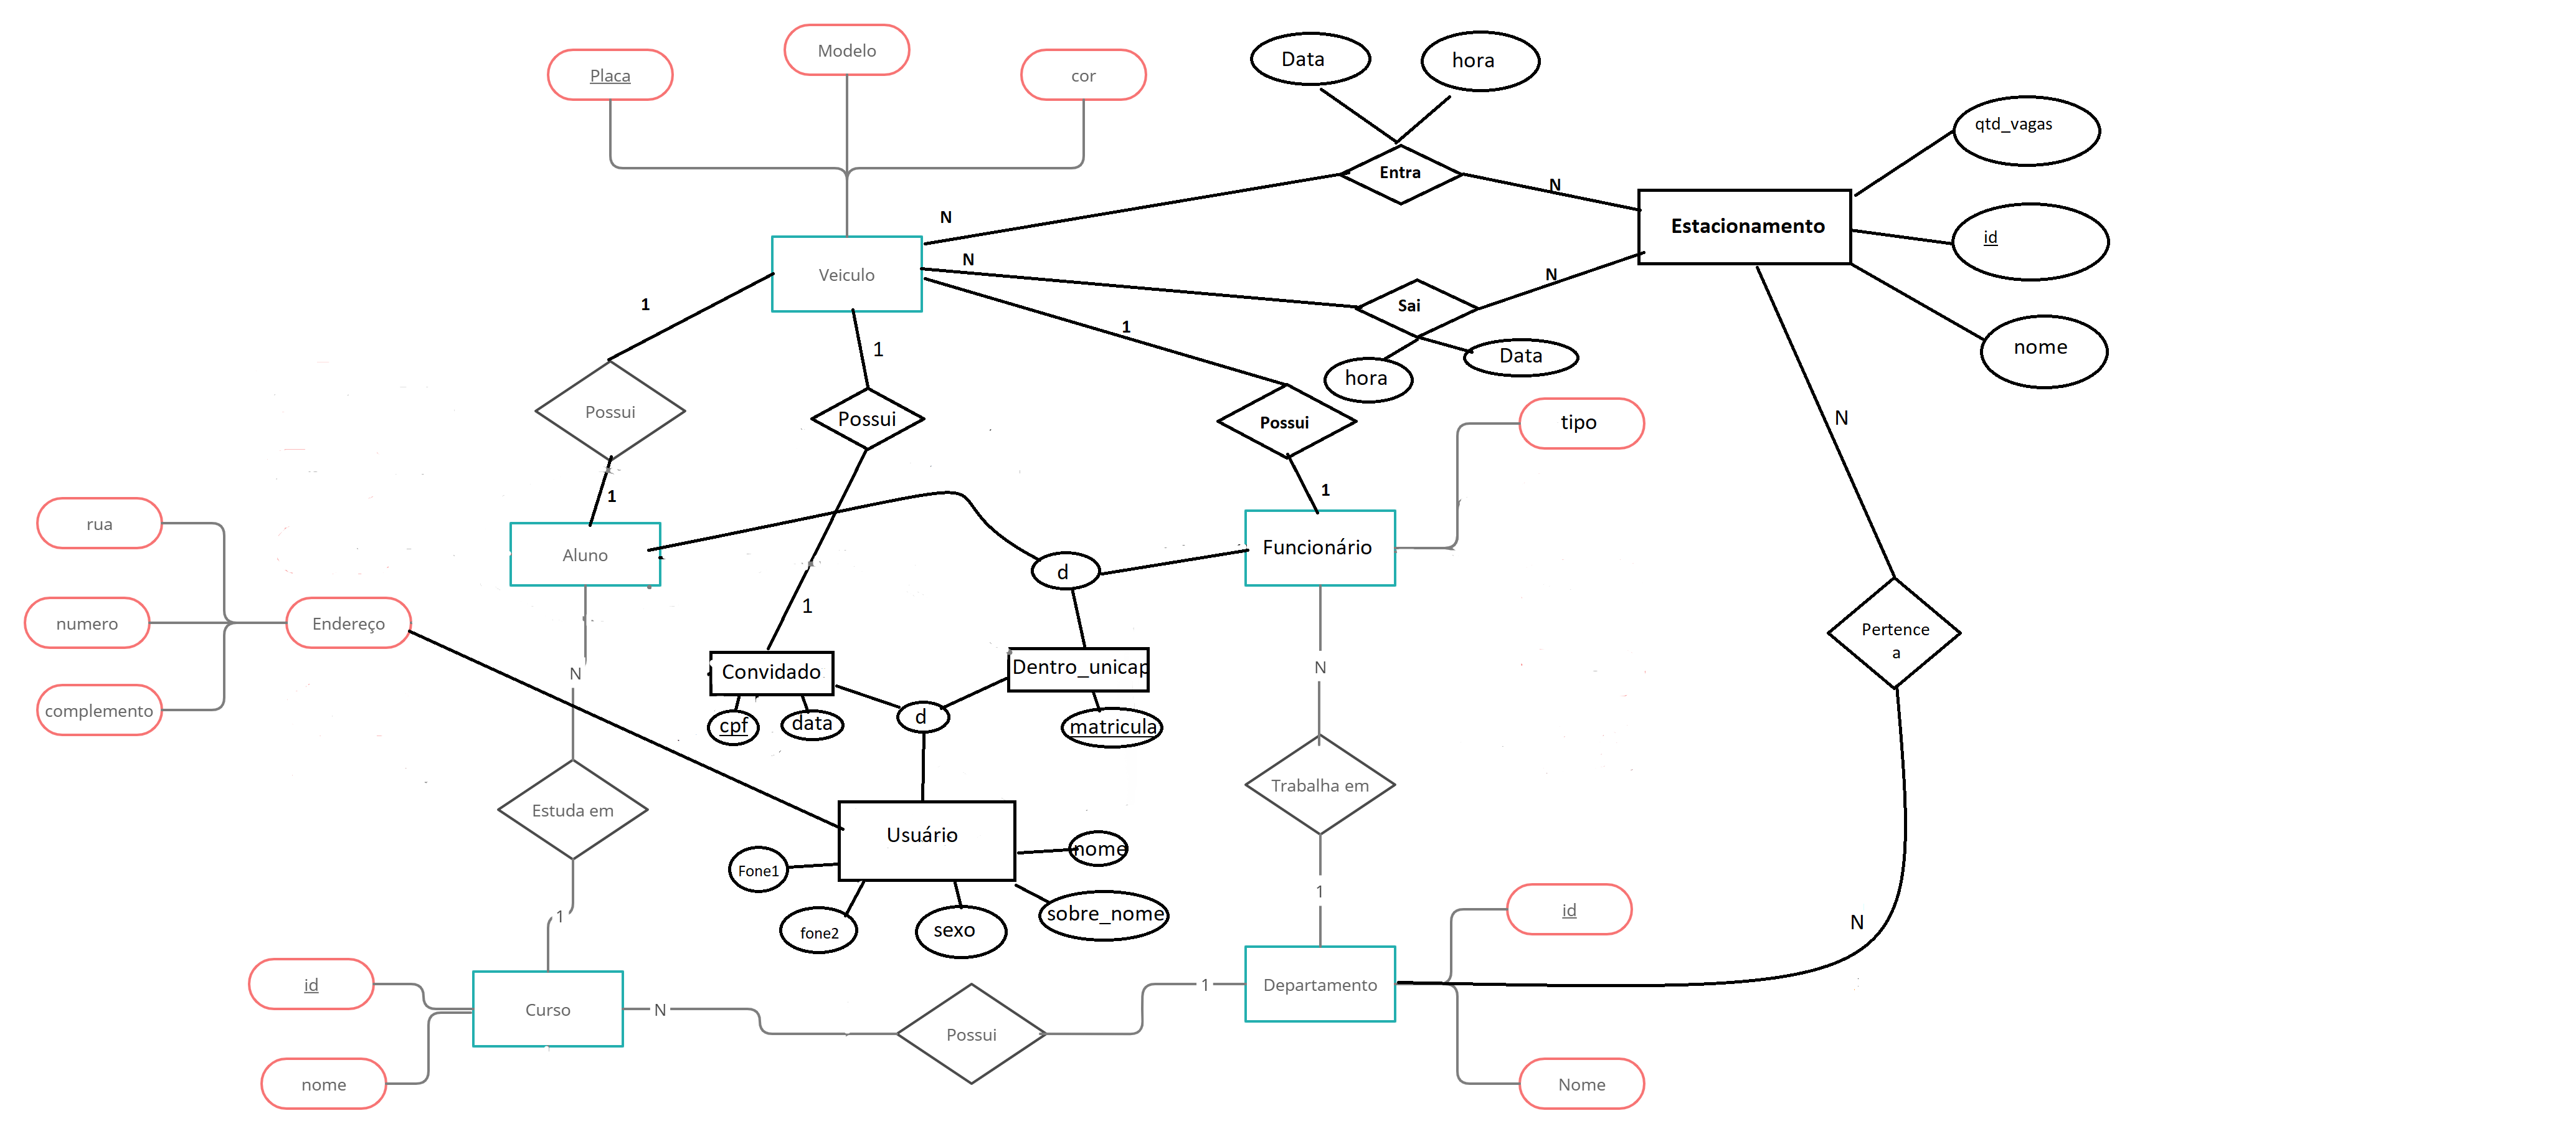 Modelo
Placa
cor
Data
hora
qtd_vagas
Entra
N
N
Estacionamento
id
N
Veiculo
N
N
Sai
1
1
1
hora
Data
nome
Possui
Possui
Possui
tipo
N
1
1
rua
Aluno
d
Funcionário
numero
Endereço
1
Pertence
a
complemento
N
Convidado
Dentro_unicap
N
cpf
data
d
matricula
Estuda em
Trabalha em
Usuário
nome
Fone1
1
fone2
sexo
sobre_nome
1
id
N
id
Curso
N
1
Departamento
nome
Possui
Nome